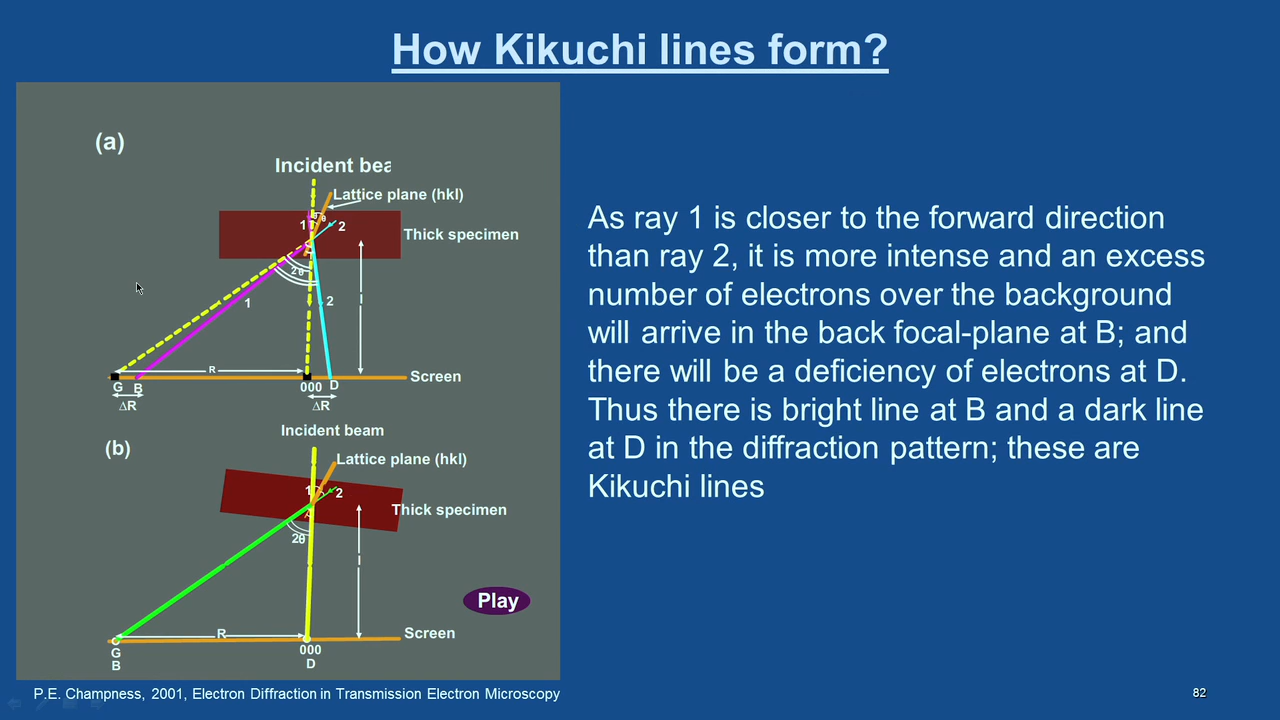 How Kikuchi lines form?
(a)
Incident bea
Lattice plane (hkl)
θ θ
1 2
Thick specimen
2 θ
1 2 l
R
Screen
G B 000 D
ΔR ΔR
Incident beam
(b)
Lattice plane (hkl)
1 2
Thick specimen
2θ
l
Play
R
Screen
G 000
B D
As ray 1 is closer to the forward direction
than ray 2, it is more intense and an excess
number of electrons over the background
will arrive in the back focal-plane at B; and
there will be a deficiency of electrons at D.
Thus there is bright line at B and a dark line
at D in the diffraction pattern; these are
Kikuchi lines
P.E. Champness, 2001, Electron Diffraction in Transmission Electron Microscopy
82